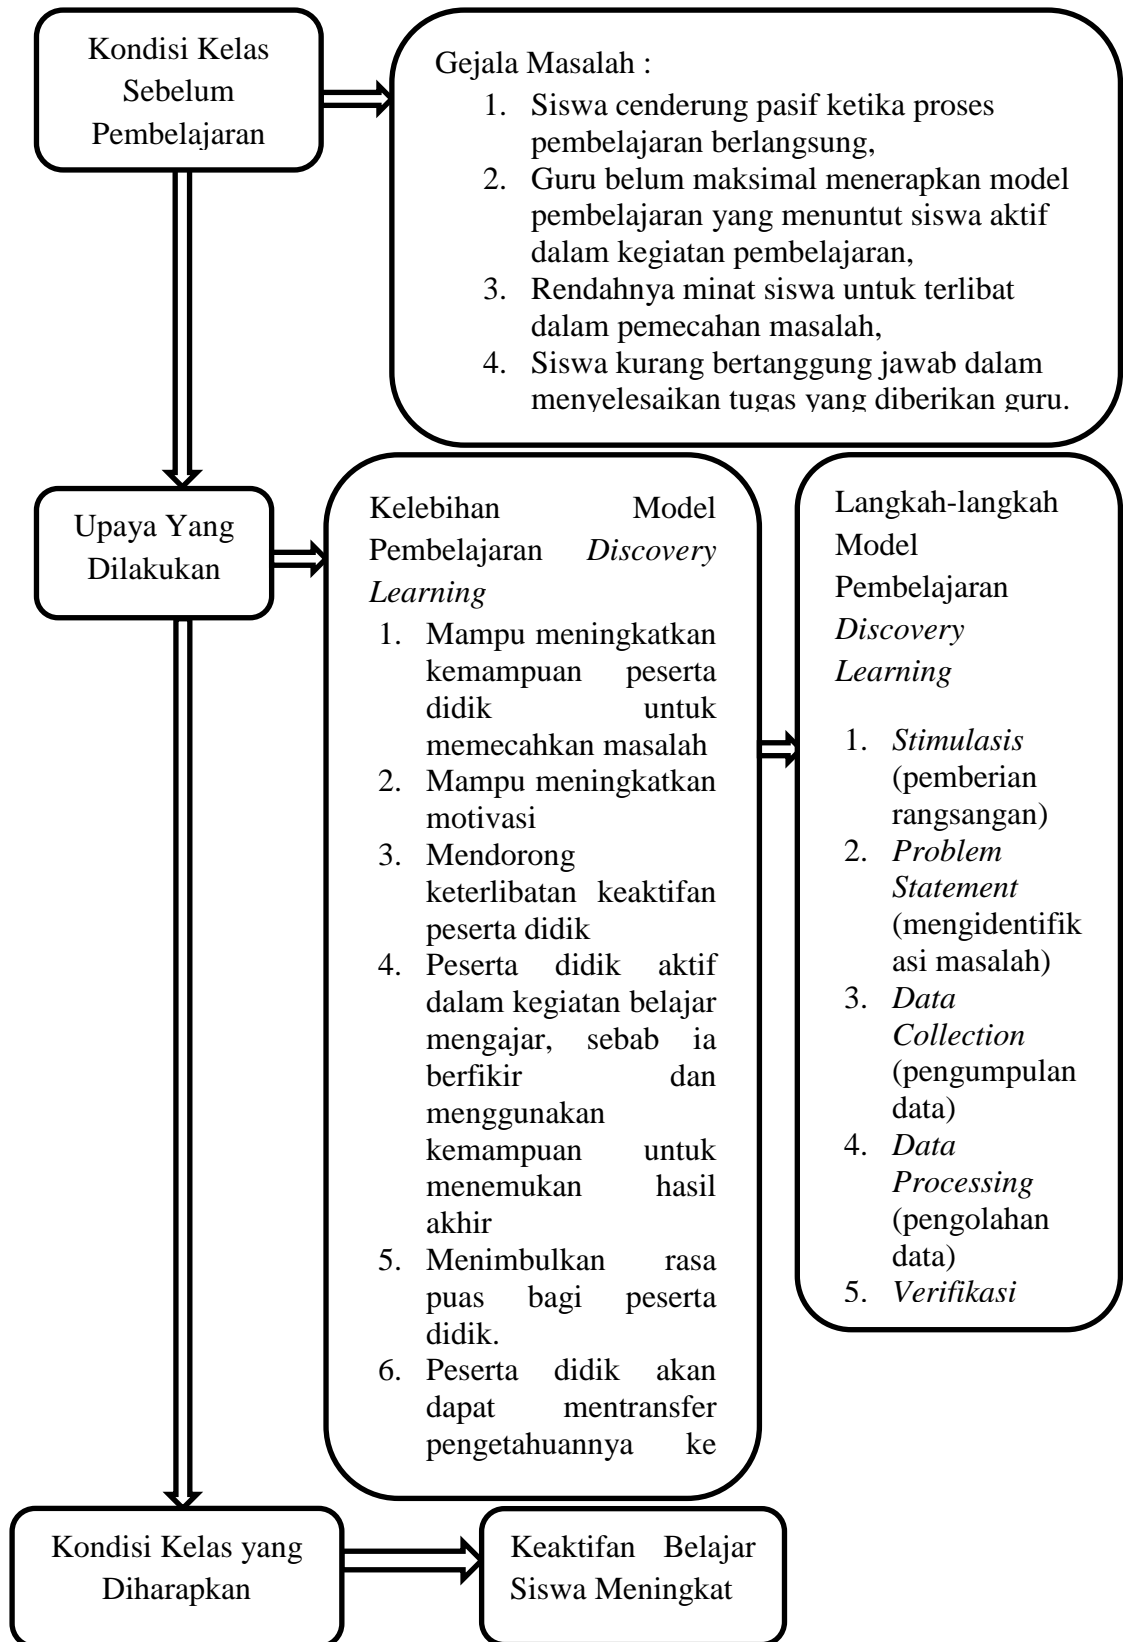 Kondisi Kelas
Sebelum
Pembelajaran
Gejala Masalah :
1. Siswa cenderung pasif ketika proses
pembelajaran berlangsung,
2. Guru belum maksimal menerapkan model
pembelajaran yang menuntut siswa aktif
dalam kegiatan pembelajaran,
3. Rendahnya minat siswa untuk terlibat
dalam pemecahan masalah,
4. Siswa kurang bertanggung jawab dalam
menyelesaikan tugas yang diberikan guru.
Upaya Yang
Dilakukan
Kelebihan Model
Pembelajaran Discovery
Learning
1. Mampu meningkatkan
kemampuan peserta
didik untuk
memecahkan masalah
2. Mampu meningkatkan
motivasi
3. Mendorong
keterlibatan keaktifan
peserta didik
4. Peserta didik aktif
dalam kegiatan belajar
mengajar, sebab ia
berfikir dan
menggunakan
kemampuan untuk
menemukan hasil
akhir
5. Menimbulkan rasa
puas bagi peserta
didik.
6. Peserta didik akan
dapat mentransfer
pengetahuannya ke
Langkah-langkah
Model
Pembelajaran
Discovery
Learning
1. Stimulasis
(pemberian
rangsangan)
2. Problem
Statement
(mengidentifik
asi masalah)
3. Data
Collection
(pengumpulan
data)
4. Data
Processing
(pengolahan
data)
5. Verifikasi
Kondisi Kelas yang
Diharapkan
Keaktifan Belajar
Siswa Meningkat